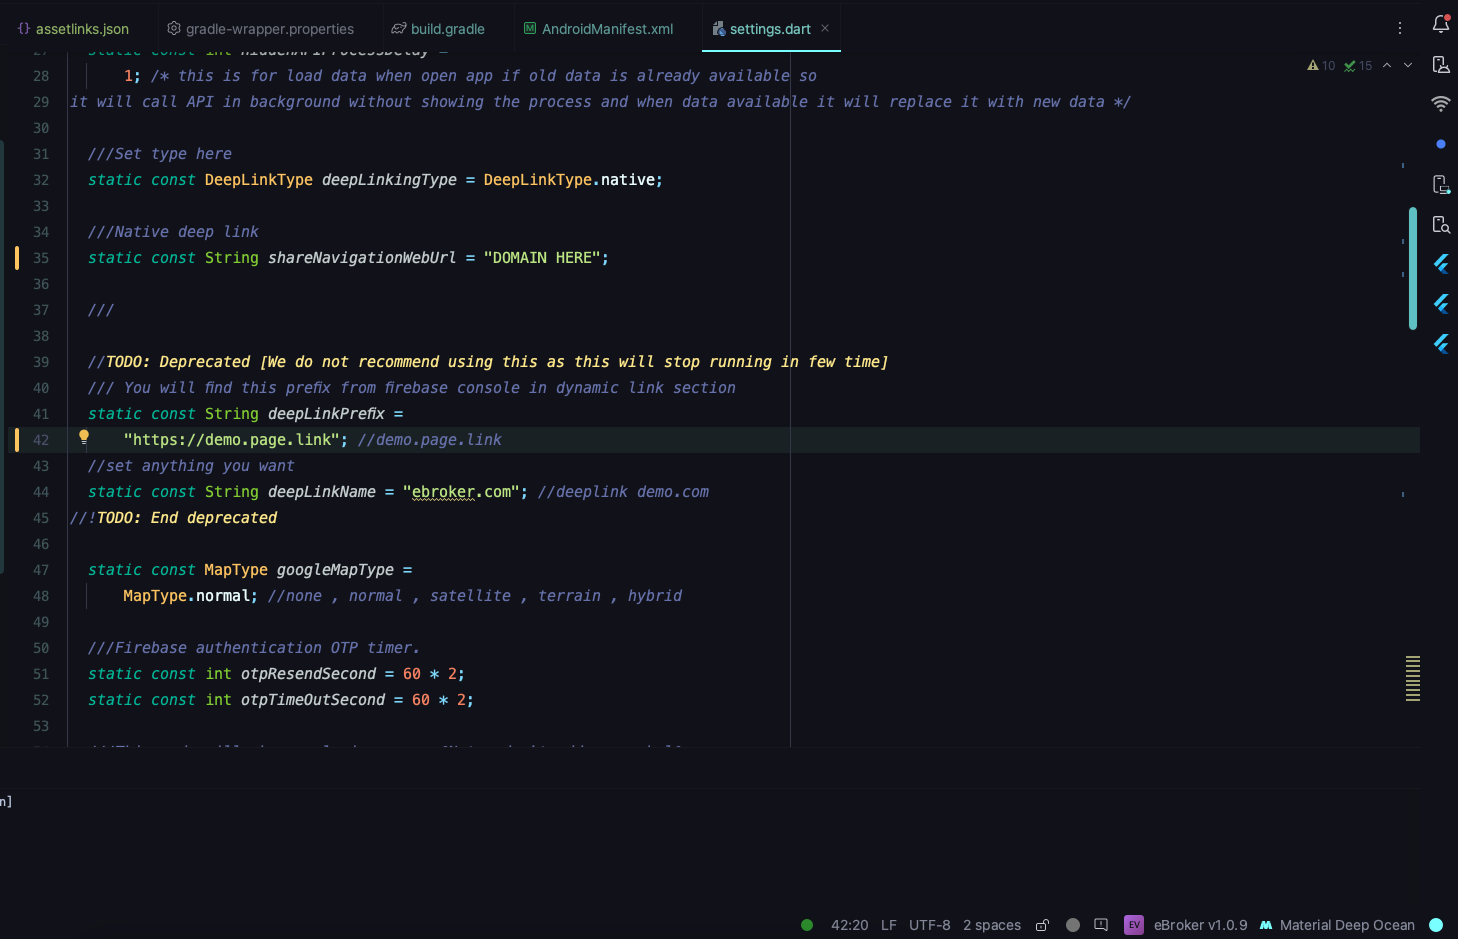 {} assetlinks.json gradle-wrapper.properties build.gradle M AndroidManifest.xml settings.dart ×
27 static const int hiddenAPIProcessDelay =
28 1; /* this is for load data when open app if old data is already available so
10 15
29 it will call API in background without showing the process and when data available it will replace it with new data */
30
31 ///Set type here
32 static const DeepLinkType deepLinkingType = DeepLinkType.native;
33
34 ///Native deep link
35 static const String shareNavigationWebUrl = "DOMAIN HERE";
36
37 ///
38
39 //TODO: Deprecated [We do not recommend using this as this will stop running in few time]
40 /// You will find this prefix from firebase console in dynamic link section
41 static const String deepLinkPrefix =
42 "https://demo.page.link"; //demo.page.link
43 //set anything you want
44 static const String deepLinkName = "ebroker.com"; //deeplink demo.com
45 //!TODO: End deprecated
46
47 static const MapType googleMapType =
48 MapType.normal; //none , normal , satellite , terrain , hybrid
49
50 ///Firebase authentication OTP timer.
51 static const int otpResendSecond = 60 * 2;
52 static const int otpTimeOutSecond = 60 * 2;
53
n]
42:20 LF UTF-8 2 spaces EV eBroker v1.0.9 Material Deep Ocean